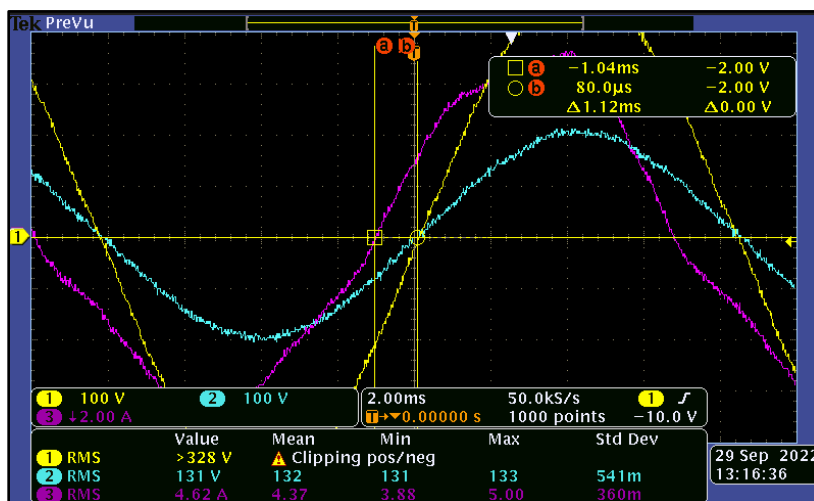 Tek PreVu
T
a b
T
a −1.04ms −2.00 V
b 80.0µs −2.00 V
Δ1.12ms Δ0.00 V
1
1 100 V 2 100 V
3 ↓2.00 A
2.00ms 50.0kS/s 1 ∫
T→▼0.00000 s 1000 points −10.0 V
Value Mean Min Max Std Dev
1 RMS >328 V Clipping pos/neg
2 RMS 131 V 132 131 133 541m
3 RMS 4.62 A 4.37 3.88 5.00 360m
29 Sep 2022
13:16:36